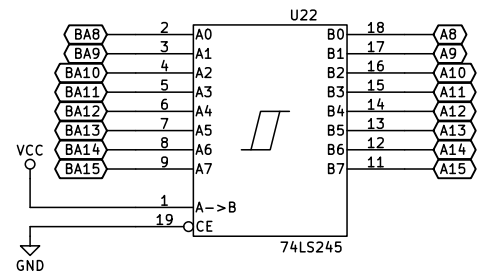 U22
BA8 2 A0 B0 18 A8
BA9 3 A1 B1 17 A9
BA10 4 A2 B2 16 A10
BA11 5 A3 B3 15 A11
BA12 6 A4 B4 14 A12
BA13 7 A5 B5 13 A13
BA14 8 A6 B6 12 A14
BA15 9 A7 B7 11 A15
VCC
1 A->B
19 CE
GND
74LS245